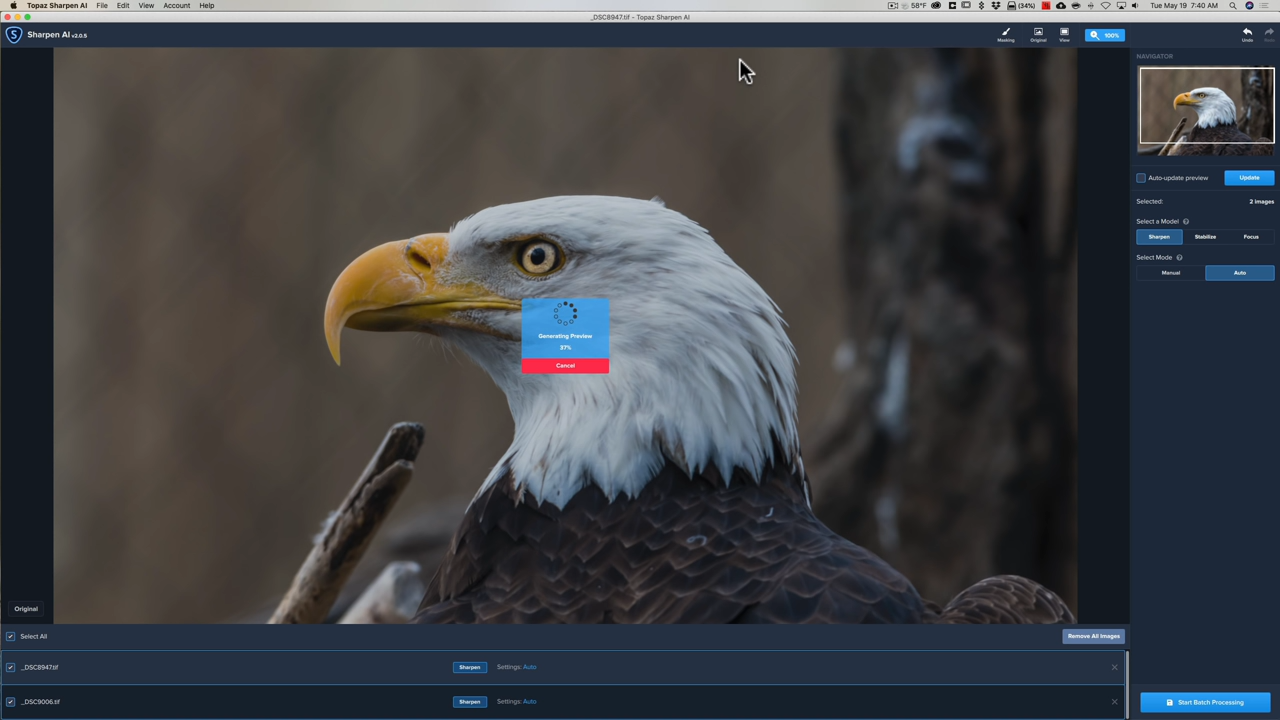 Topaz Sharpen AI File Edit View Account Help
58°F (34%) Tue May 19 7:40 AM
_DSC8947.tif - Topaz Sharpen AI
Sharpen AI v2.0.5
Masking Original View 100% Undo
NAVIGATOR
Auto-update preview Update
Selected: 2 images
Select a Model
Sharpen Stabilize Focus
Select Mode
Manual Auto
Generating Preview
37%
Cancel
Original
Select All Remove All Images
_DSC8947.tif Sharpen Settings: Auto
_DSC9006.tif Sharpen Settings: Auto
Start Batch Processing